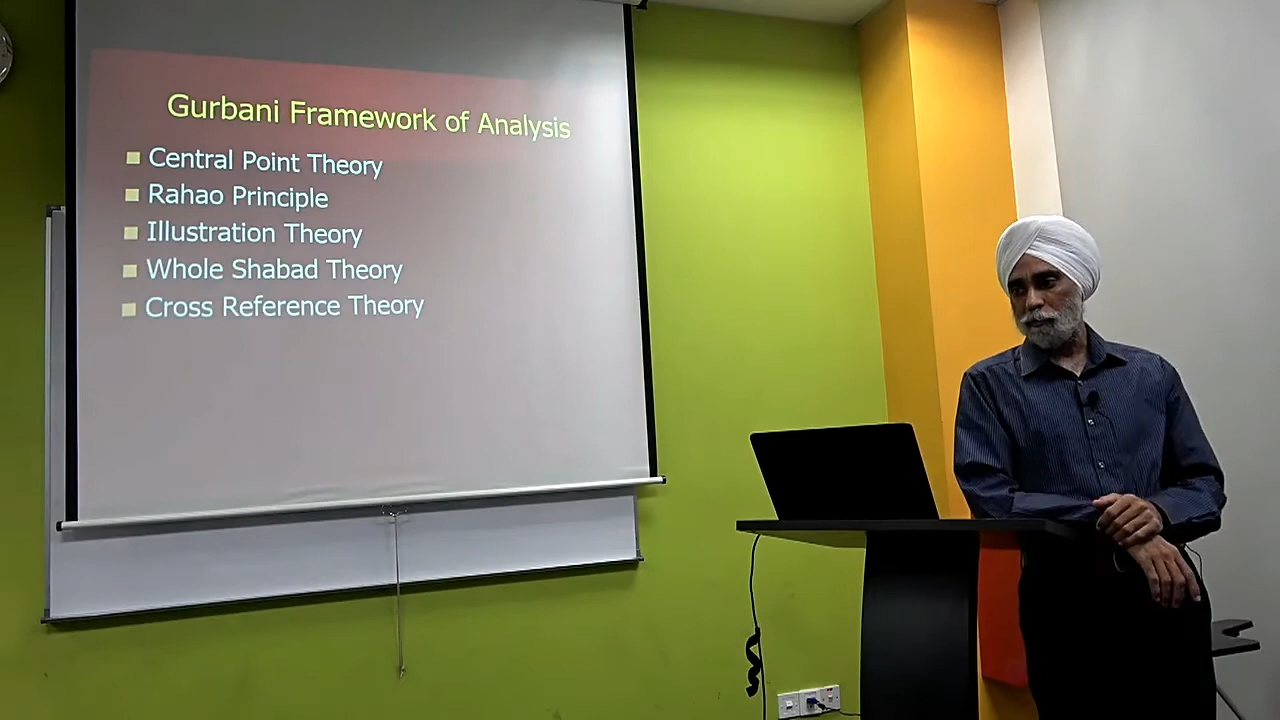 Gurbani Framework of Analysis
Central Point Theory
Rahao Principle
Illustration Theory
Whole Shabad Theory
Cross Reference Theory